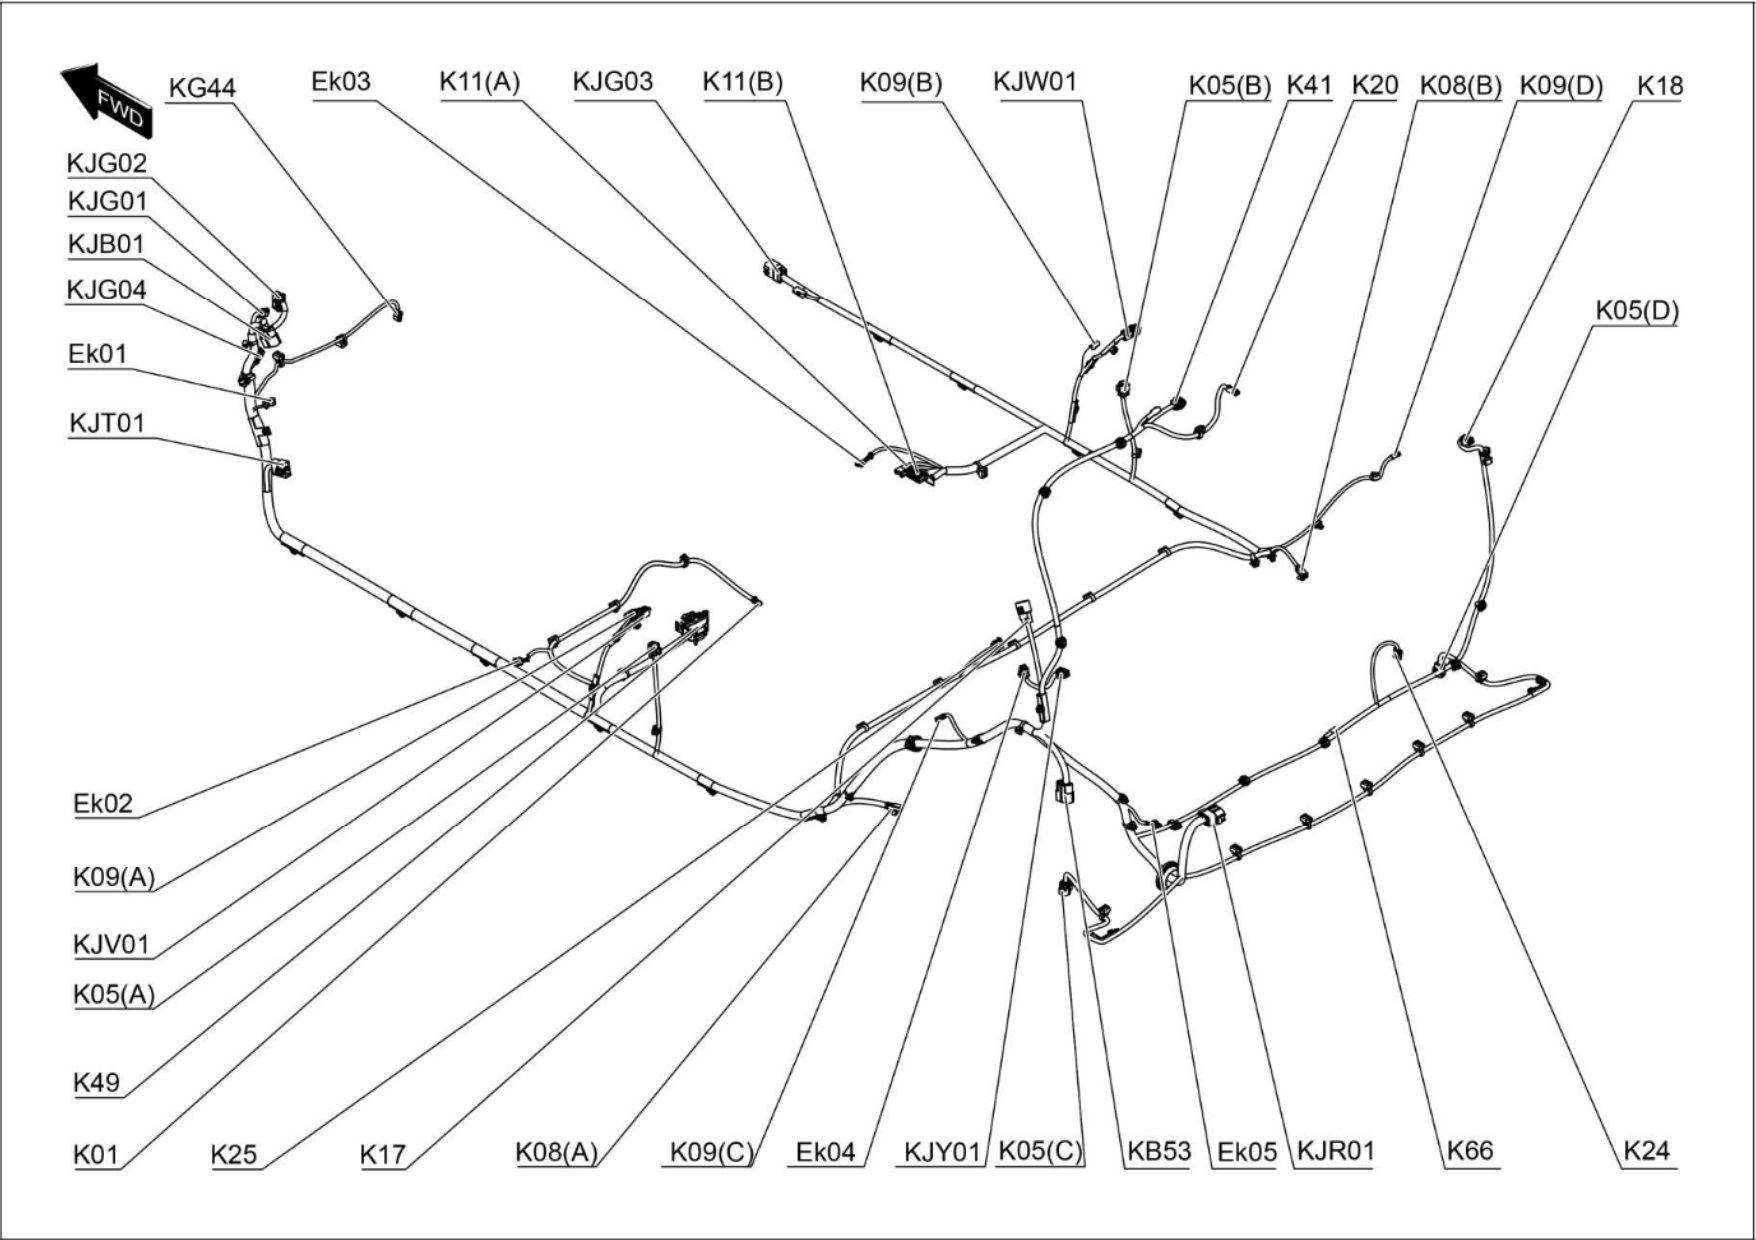 FWD
KG44
Ek03
K11(A)
KJG03
K11(B)
K09(B)
KJW01
K05(B)
K41
K20
K08(B)
K09(D)
K18
KJG02
KJG01
KJB01
KJG04
K05(D)
Ek01
KJT01
Ek02
K09(A)
KJV01
K05(A)
K49
K01
K25
K17
K08(A)
K09(C)
Ek04
KJY01
K05(C)
KB53
Ek05
KJR01
K66
K24